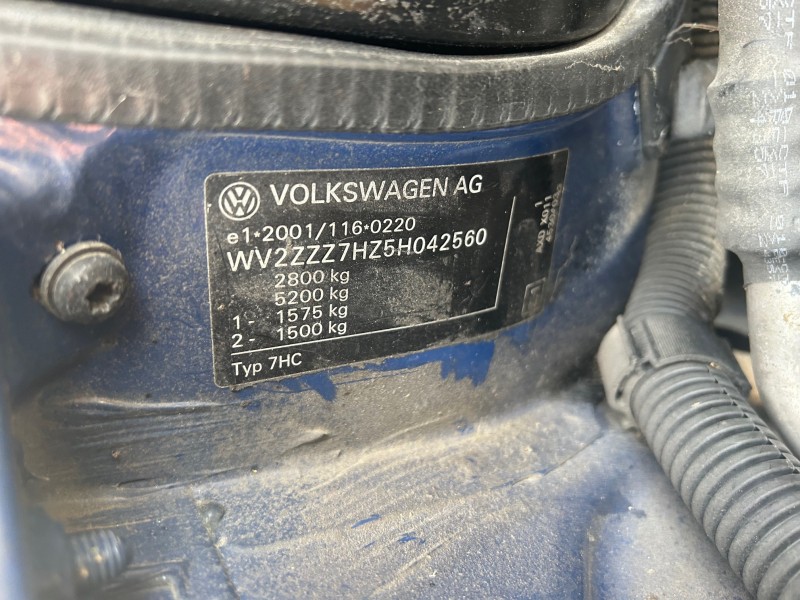 VOLKSWAGEN AG
e1*2001/116*0220
WV2ZZZ7HZ5H042560
2800 kg
5200 kg
1- 1575 kg
2- 1500 kg
Typ 7HC